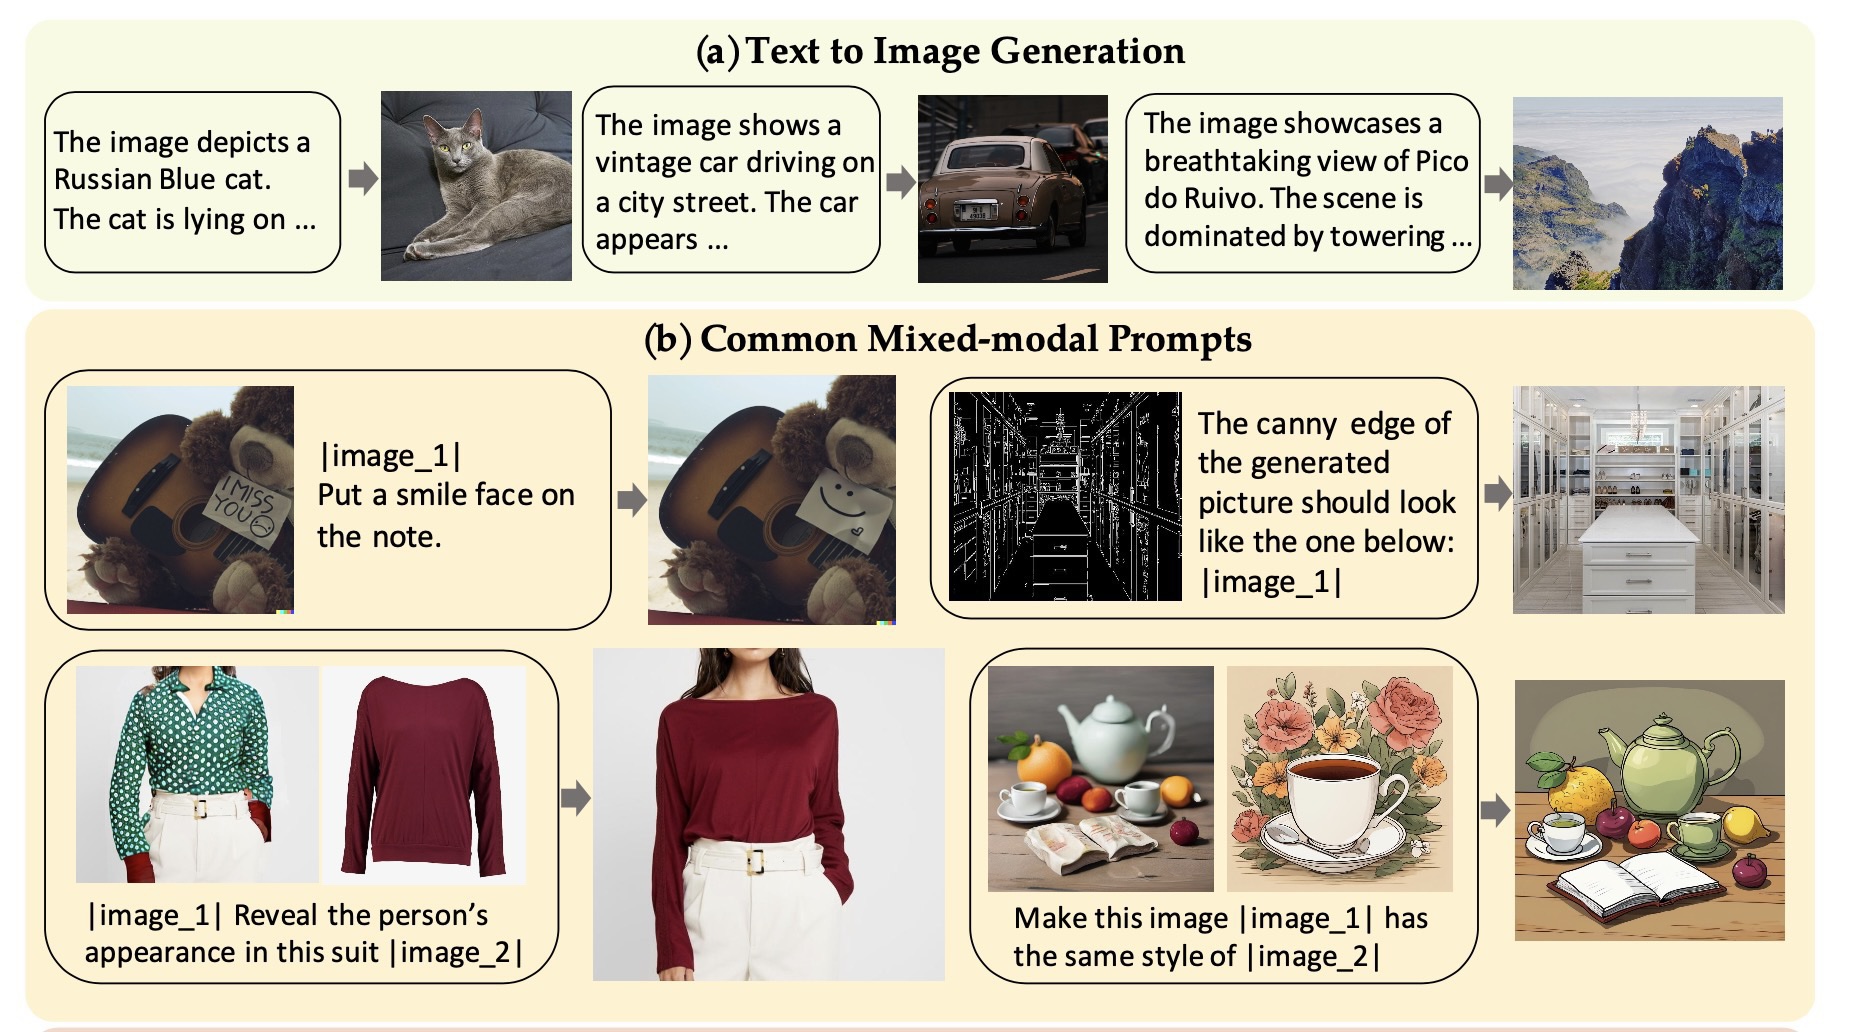 (a) Text to Image Generation
The image depicts a
Russian Blue cat.
The cat is lying on ...
The image shows a
vintage car driving on
a city street. The car
appears ...
The image showcases a
breathtaking view of Pico
do Ruivo. The scene is
dominated by towering ...
(b) Common Mixed-modal Prompts
I MISS
YOU
|image_1|
Put a smile face on
the note.
The canny edge of
the generated
picture should look
like the one below:
|image_1|
|image_1| Reveal the person's
appearance in this suit |image_2|
Make this image |image_1| has
the same style of |image_2|